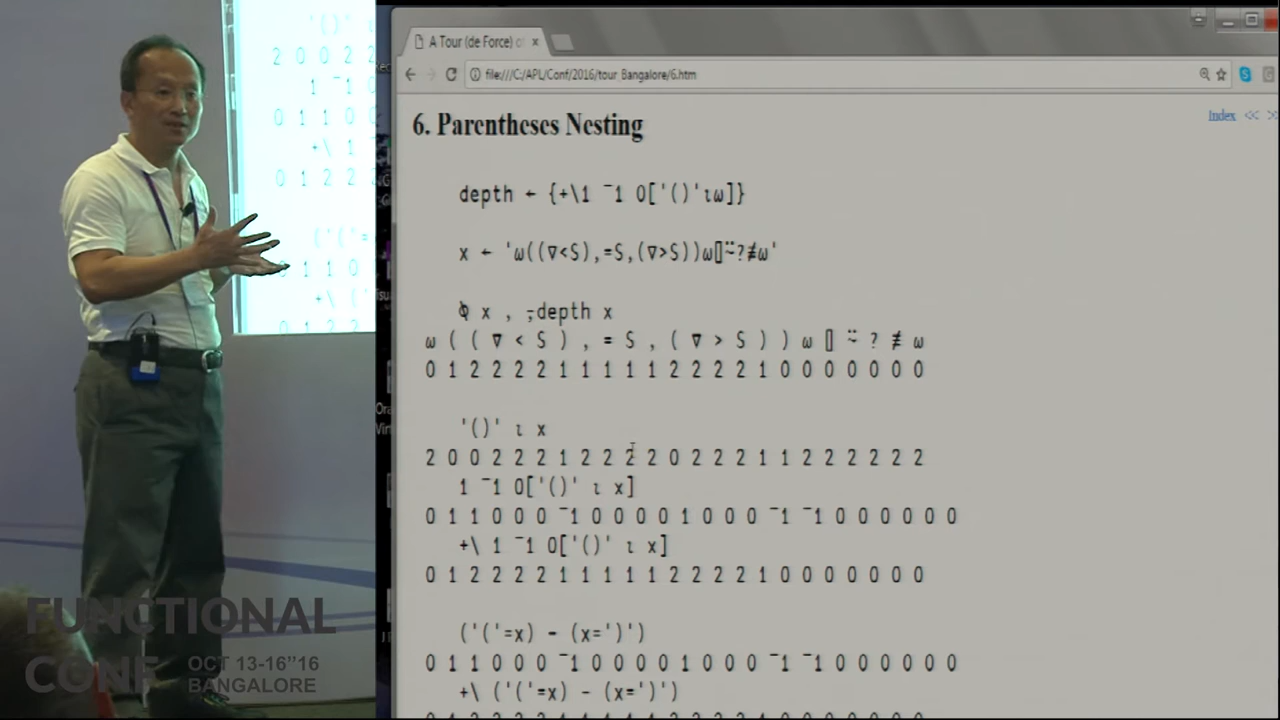 A Tour (de Force) o
file:///C:/APL/Conf/2016/tour_Bangalore/6.htm
6. Parentheses Nesting
Index << >
depth ← {+\1 ¯1 0['()'⍳⍵]}
x ← '⍵((∇<S),=S,(∇>S))⍵⌷⍨?≢⍵'
⍉ x , ⍪depth x
⍵ ( ( ∇ < S ) , = S , ( ∇ > S ) ) ⍵ ⌷ ⍨ ? ≢ ⍵
0 1 2 2 2 2 1 1 1 1 1 2 2 2 2 1 0 0 0 0 0 0 0
'()' ⍳ x
2 0 0 2 2 2 1 2 2 2 2 0 2 2 2 1 1 2 2 2 2 2 2
1 ¯1 0['()' ⍳ x]
0 1 1 0 0 0 ¯1 0 0 0 0 1 0 0 0 ¯1 ¯1 0 0 0 0 0 0
+\ 1 ¯1 0['()' ⍳ x]
0 1 2 2 2 2 1 1 1 1 1 2 2 2 2 1 0 0 0 0 0 0 0
('('=x) - (x=')')
0 1 1 0 0 0 ¯1 0 0 0 0 1 0 0 0 ¯1 ¯1 0 0 0 0 0 0
+\ ('('=x) - (x=')')
FUNCTIONAL
CONF OCT 13-16"16
BANGALORE